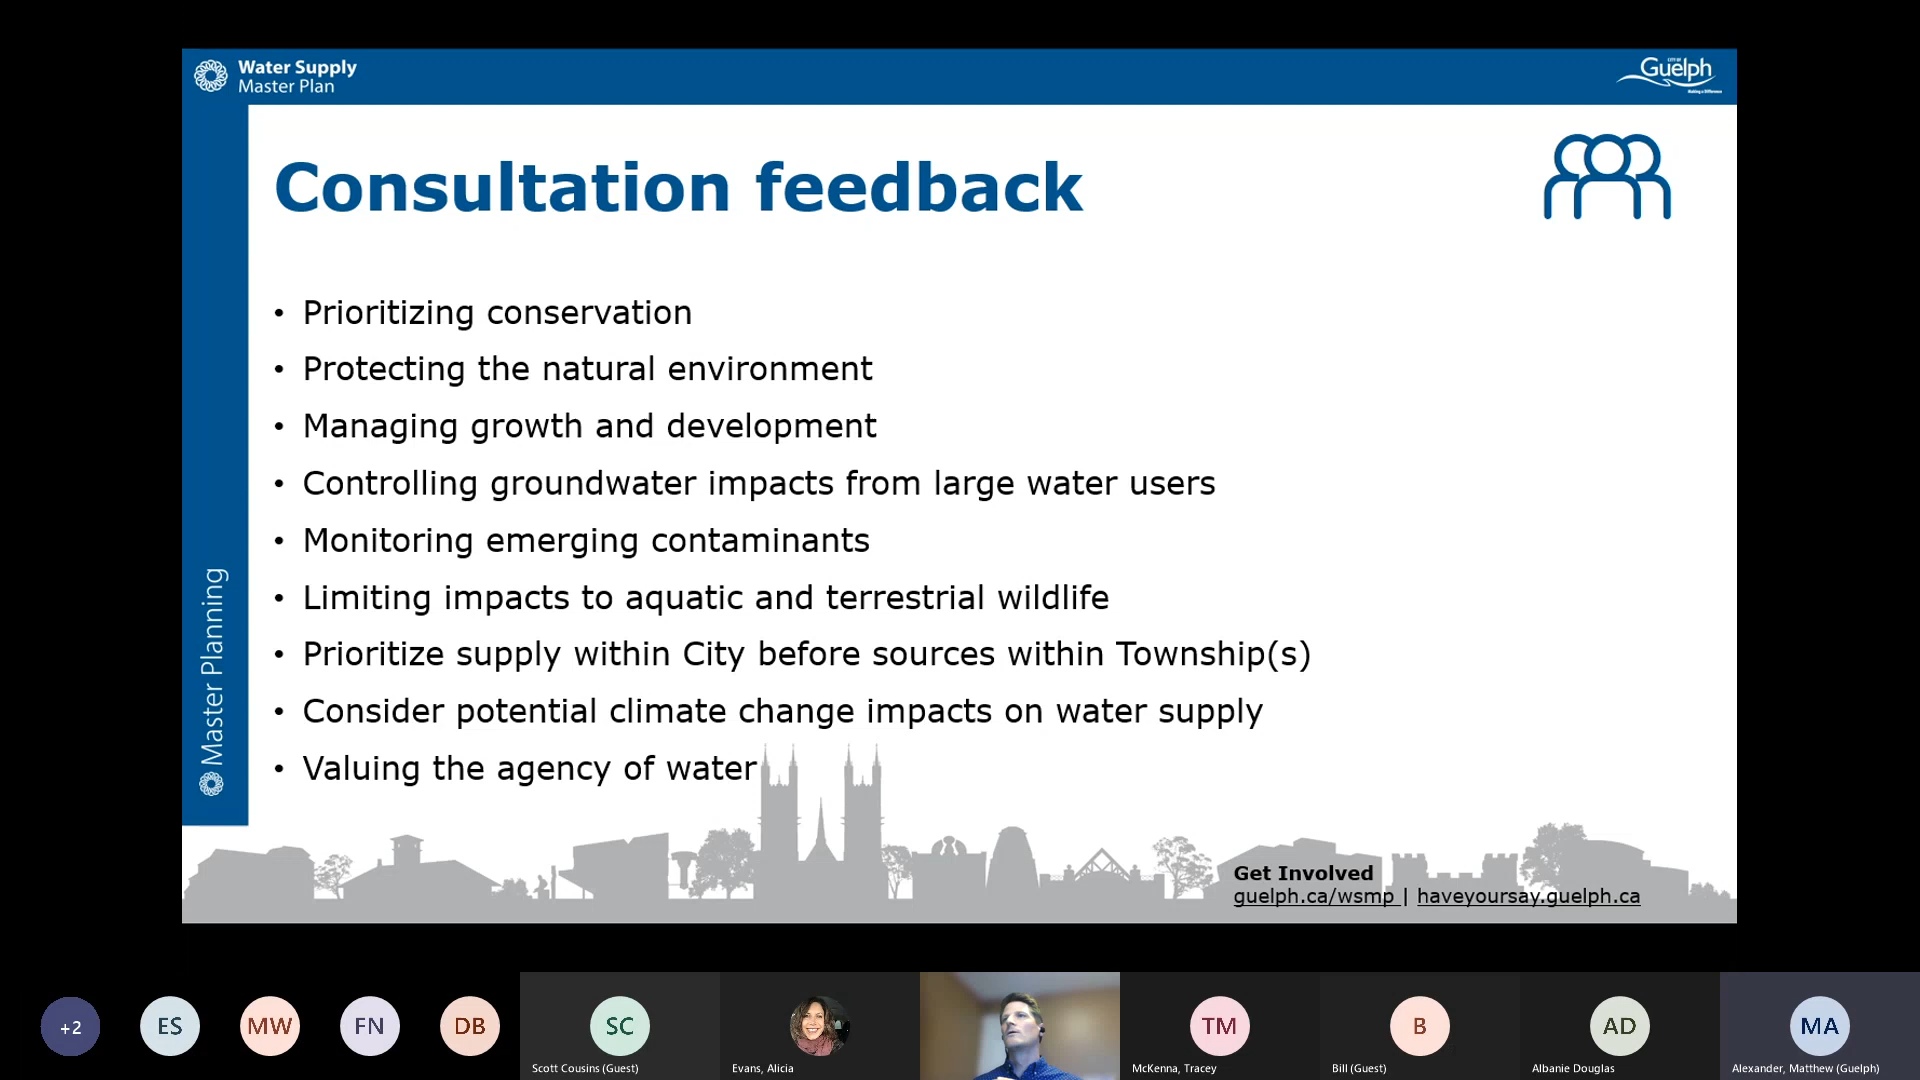 Water Supply
Master Plan
CITY OF
Guelph
Making a Difference
Consultation feedback
• Prioritizing conservation
• Protecting the natural environment
• Managing growth and development
• Controlling groundwater impacts from large water users
• Monitoring emerging contaminants
• Limiting impacts to aquatic and terrestrial wildlife
• Prioritize supply within City before sources within Township(s)
• Consider potential climate change impacts on water supply
• Valuing the agency of water
Master Planning
Get Involved
guelph.ca/wsmp | haveyoursay.guelph.ca
+2
ES
MW
FN
DB
SC
Scott Cousins (Guest)
Evans, Alicia
TM
McKenna, Tracey
B
Bill (Guest)
AD
Albanie Douglas
MA
Alexander, Matthew (Guelph)